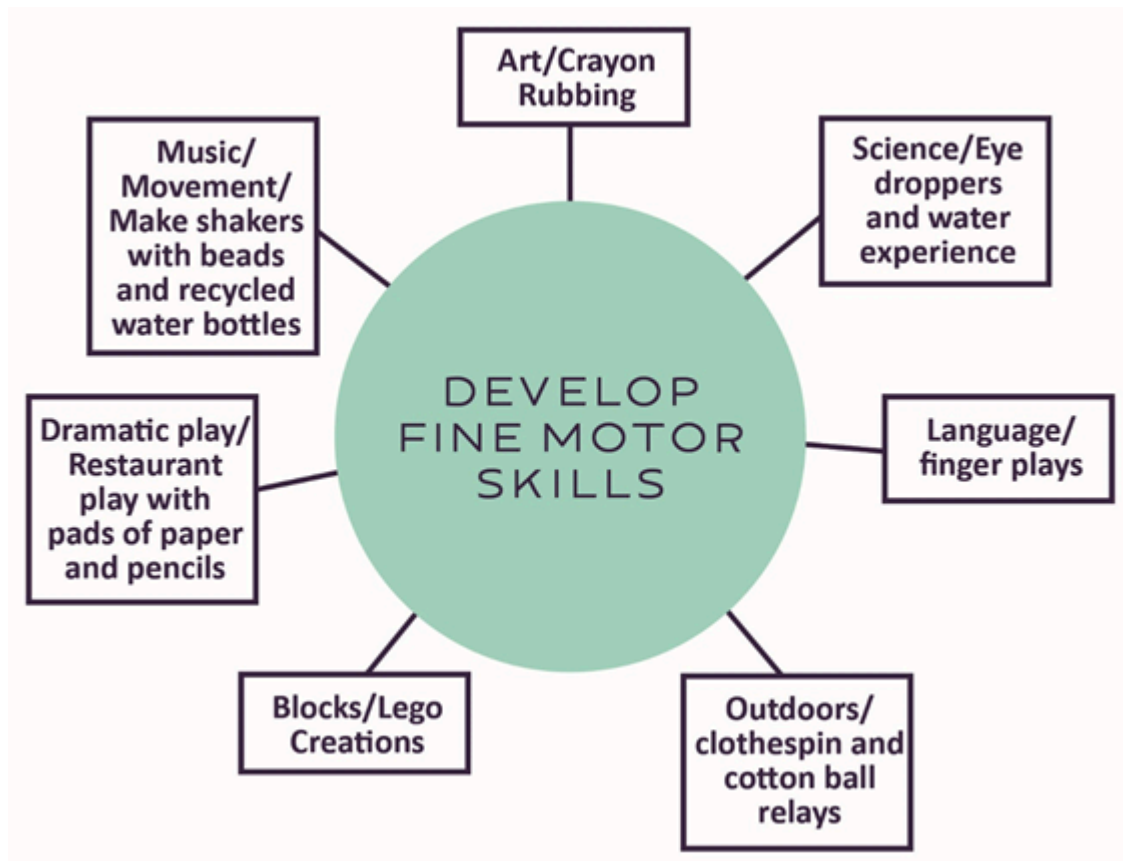 Art/Crayon
Rubbing
Music/
Movement/
Make shakers
with beads
and recycled
water bottles
Science/Eye
droppers
and water
experience
DEVELOP
FINE MOTOR
SKILLS
Dramatic play/
Restaurant
play with
pads of paper
and pencils
Language/
finger plays
Blocks/Lego
Creations
Outdoors/
clothespin and
cotton ball
relays